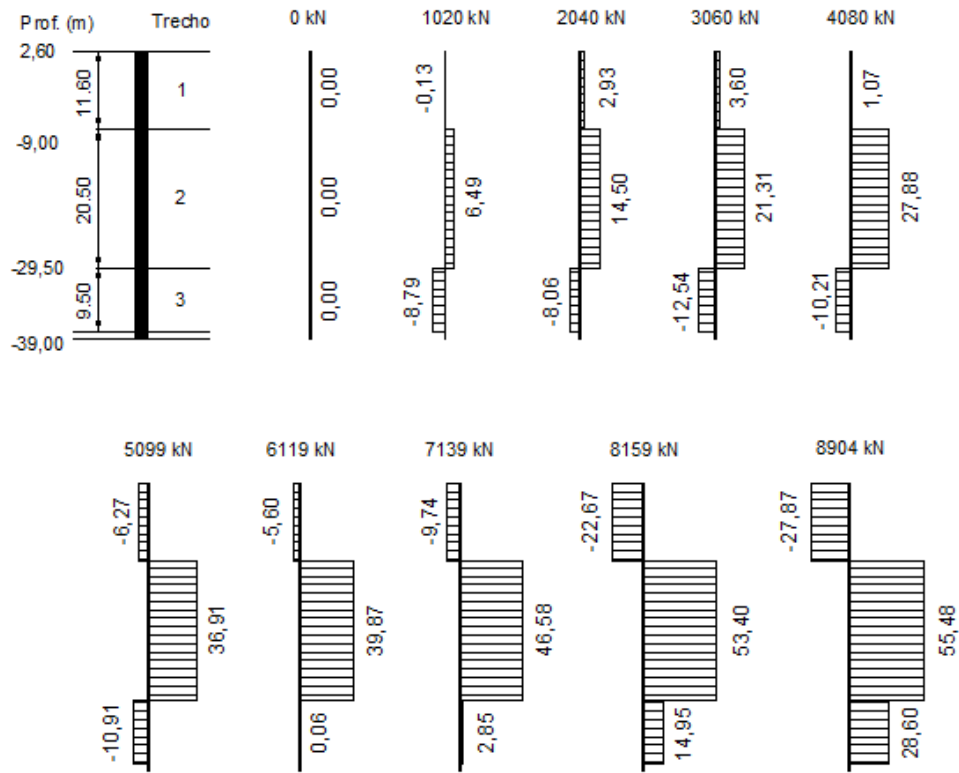 Prof. (m) Trecho 0 kN 1020 kN 2040 kN 3060 kN 4080 kN
2,60
11.60 1 0,00 -0,13 2,93 3,60 1,07
-9,00
20.50 2 0,00 6,49 14,50 21,31 27,88
-29,50
9.50 3 0,00 -8,79 -8,06 -12,54 -10,21
-39,00
5099 kN 6119 kN 7139 kN 8159 kN 8904 kN
-6,27 -5,60 -9,74 -22,67 -27,87
36,91 39,87 46,58 53,40 55,48
-10,91 0,06 2,85 14,95 28,60